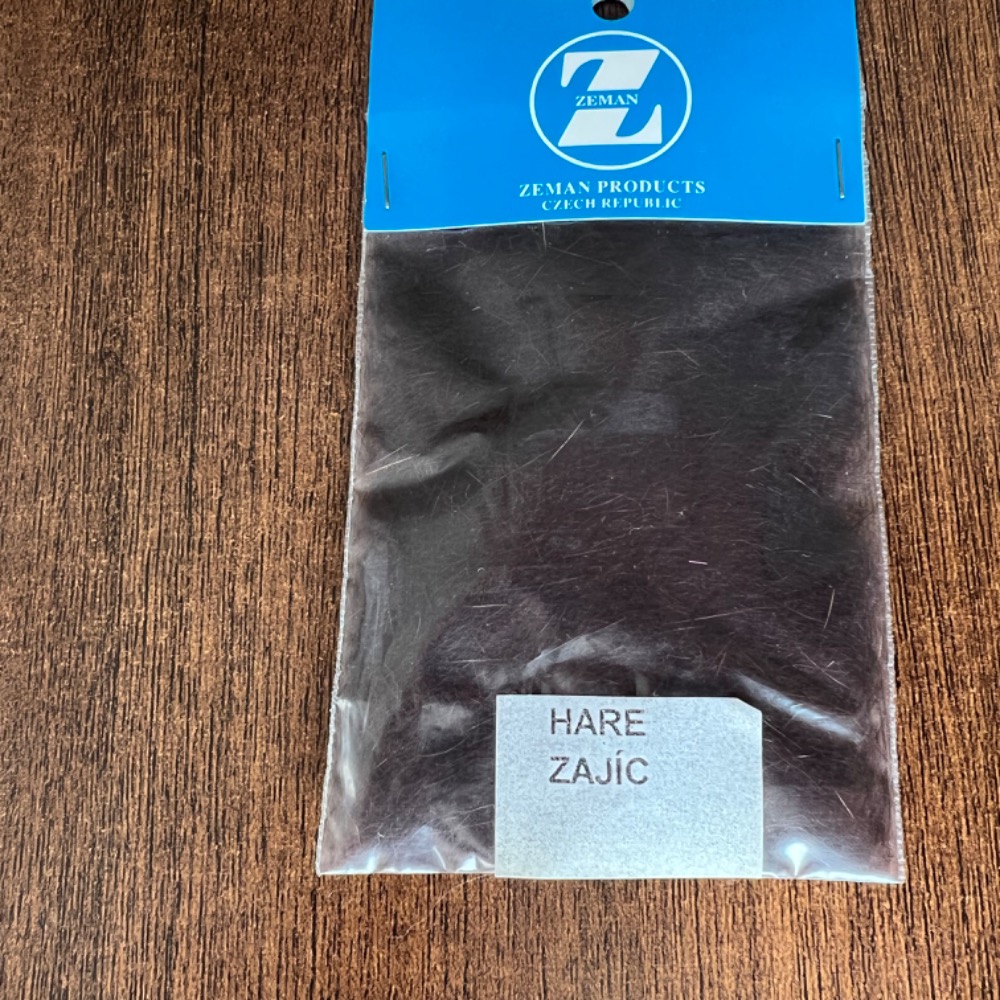 Z
ZEMAN
ZEMAN PRODUCTS
CZECH REPUBLIC
HARE
ZAJÍC